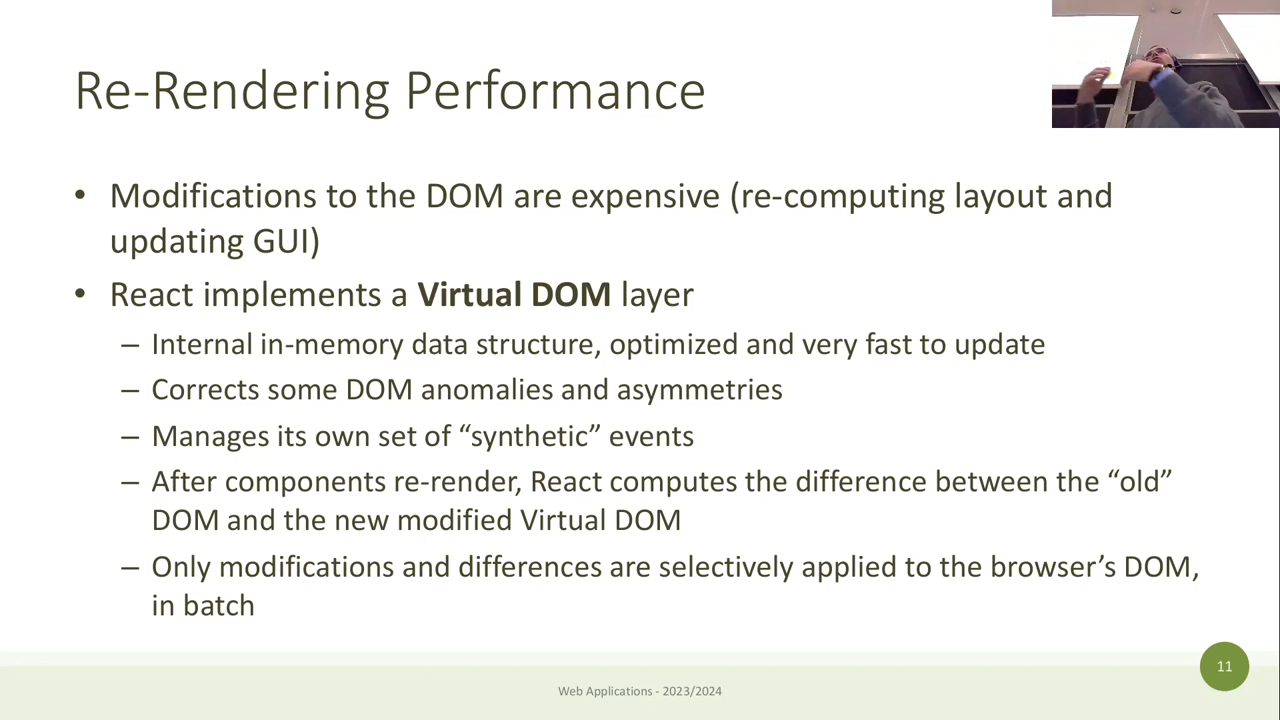 Re-Rendering Performance
• Modifications to the DOM are expensive (re-computing layout and
updating GUI)
• React implements a Virtual DOM layer
– Internal in-memory data structure, optimized and very fast to update
– Corrects some DOM anomalies and asymmetries
– Manages its own set of “synthetic” events
– After components re-render, React computes the difference between the “old”
DOM and the new modified Virtual DOM
– Only modifications and differences are selectively applied to the browser’s DOM,
in batch
11
Web Applications - 2023/2024